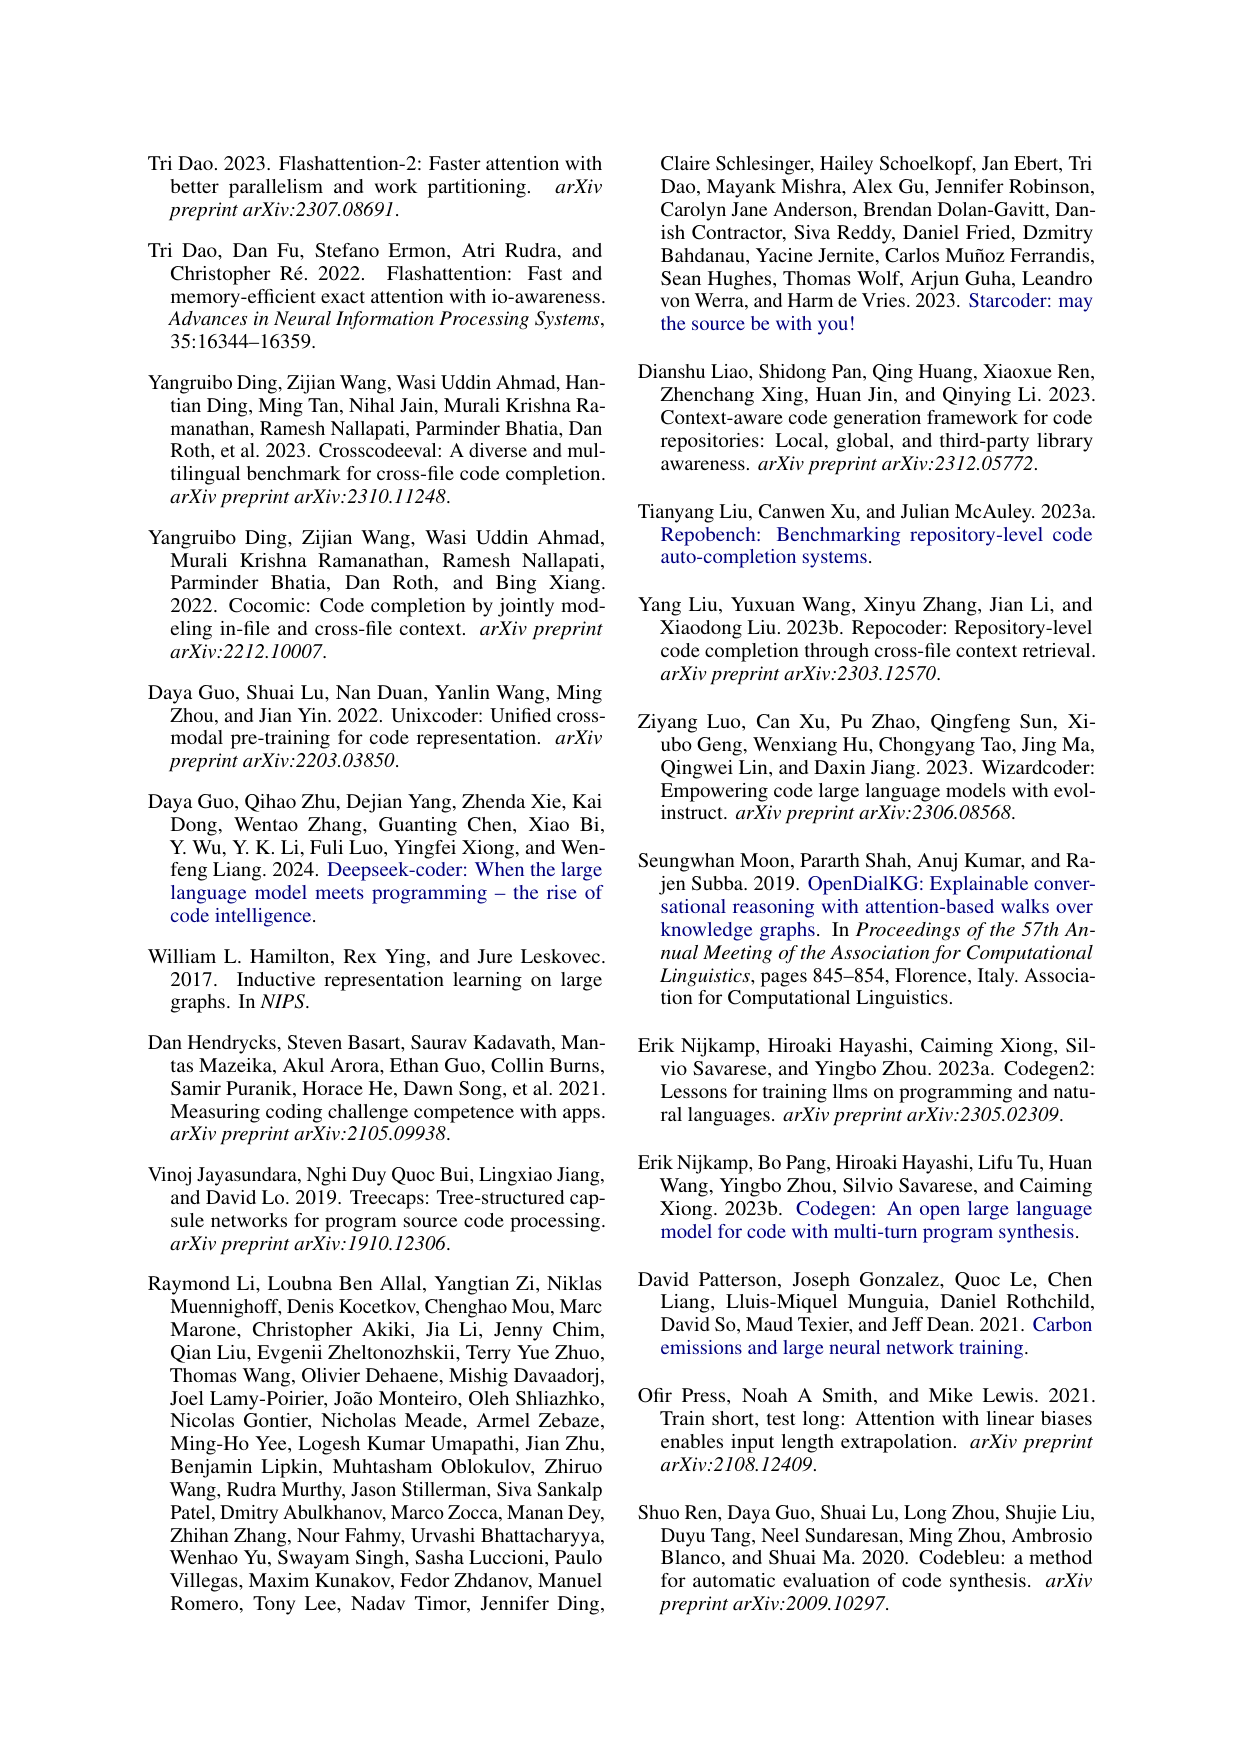 Tri Dao. 2023. Flashattention-2: Faster attention with
better parallelism and work partitioning. arXiv
preprint arXiv:2307.08691.
Tri Dao, Dan Fu, Stefano Ermon, Atri Rudra, and
Christopher Ré. 2022. Flashattention: Fast and
memory-efficient exact attention with io-awareness.
Advances in Neural Information Processing Systems,
35:16344–16359.
Yangruibo Ding, Zijian Wang, Wasi Uddin Ahmad, Han-
tian Ding, Ming Tan, Nihal Jain, Murali Krishna Ra-
manathan, Ramesh Nallapati, Parminder Bhatia, Dan
Roth, et al. 2023. Crosscodeeval: A diverse and mul-
tilingual benchmark for cross-file code completion.
arXiv preprint arXiv:2310.11248.
Yangruibo Ding, Zijian Wang, Wasi Uddin Ahmad,
Murali Krishna Ramanathan, Ramesh Nallapati,
Parminder Bhatia, Dan Roth, and Bing Xiang.
2022. Cocomic: Code completion by jointly mod-
eling in-file and cross-file context. arXiv preprint
arXiv:2212.10007.
Daya Guo, Shuai Lu, Nan Duan, Yanlin Wang, Ming
Zhou, and Jian Yin. 2022. Unixcoder: Unified cross-
modal pre-training for code representation. arXiv
preprint arXiv:2203.03850.
Daya Guo, Qihao Zhu, Dejian Yang, Zhenda Xie, Kai
Dong, Wentao Zhang, Guanting Chen, Xiao Bi,
Y. Wu, Y. K. Li, Fuli Luo, Yingfei Xiong, and Wen-
feng Liang. 2024. Deepseek-coder: When the large
language model meets programming – the rise of
code intelligence.
William L. Hamilton, Rex Ying, and Jure Leskovec.
2017. Inductive representation learning on large
graphs. In NIPS.
Dan Hendrycks, Steven Basart, Saurav Kadavath, Man-
tas Mazeika, Akul Arora, Ethan Guo, Collin Burns,
Samir Puranik, Horace He, Dawn Song, et al. 2021.
Measuring coding challenge competence with apps.
arXiv preprint arXiv:2105.09938.
Vinoj Jayasundara, Nghi Duy Quoc Bui, Lingxiao Jiang,
and David Lo. 2019. Treecaps: Tree-structured cap-
sule networks for program source code processing.
arXiv preprint arXiv:1910.12306.
Raymond Li, Loubna Ben Allal, Yangtian Zi, Niklas
Muennighoff, Denis Kocetkov, Chenghao Mou, Marc
Marone, Christopher Akiki, Jia Li, Jenny Chim,
Qian Liu, Evgenii Zheltonozhskii, Terry Yue Zhuo,
Thomas Wang, Olivier Dehaene, Mishig Davaadorj,
Joel Lamy-Poirier, João Monteiro, Oleh Shliazhko,
Nicolas Gontier, Nicholas Meade, Armel Zebaze,
Ming-Ho Yee, Logesh Kumar Umapathi, Jian Zhu,
Benjamin Lipkin, Muhtasham Oblokulov, Zhiruo
Wang, Rudra Murthy, Jason Stillerman, Siva Sankalp
Patel, Dmitry Abulkhanov, Marco Zocca, Manan Dey,
Zhihan Zhang, Nour Fahmy, Urvashi Bhattacharyya,
Wenhao Yu, Swayam Singh, Sasha Luccioni, Paulo
Villegas, Maxim Kunakov, Fedor Zhdanov, Manuel
Romero, Tony Lee, Nadav Timor, Jennifer Ding,
Claire Schlesinger, Hailey Schoelkopf, Jan Ebert, Tri
Dao, Mayank Mishra, Alex Gu, Jennifer Robinson,
Carolyn Jane Anderson, Brendan Dolan-Gavitt, Dan-
ish Contractor, Siva Reddy, Daniel Fried, Dzmitry
Bahdanau, Yacine Jernite, Carlos Muñoz Ferrandis,
Sean Hughes, Thomas Wolf, Arjun Guha, Leandro
von Werra, and Harm de Vries. 2023. Starcoder: may
the source be with you!
Dianshu Liao, Shidong Pan, Qing Huang, Xiaoxue Ren,
Zhenchang Xing, Huan Jin, and Qinying Li. 2023.
Context-aware code generation framework for code
repositories: Local, global, and third-party library
awareness. arXiv preprint arXiv:2312.05772.
Tianyang Liu, Canwen Xu, and Julian McAuley. 2023a.
Repobench: Benchmarking repository-level code
auto-completion systems.
Yang Liu, Yuxuan Wang, Xinyu Zhang, Jian Li, and
Xiaodong Liu. 2023b. Repocoder: Repository-level
code completion through cross-file context retrieval.
arXiv preprint arXiv:2303.12570.
Ziyang Luo, Can Xu, Pu Zhao, Qingfeng Sun, Xi-
ubo Geng, Wenxiang Hu, Chongyang Tao, Jing Ma,
Qingwei Lin, and Daxin Jiang. 2023. Wizardcoder:
Empowering code large language models with evol-
instruct. arXiv preprint arXiv:2306.08568.
Seungwhan Moon, Pararth Shah, Anuj Kumar, and Ra-
jen Subba. 2019. OpenDialKG: Explainable conver-
sational reasoning with attention-based walks over
knowledge graphs. In Proceedings of the 57th An-
nual Meeting of the Association for Computational
Linguistics, pages 845–854, Florence, Italy. Associa-
tion for Computational Linguistics.
Erik Nijkamp, Hiroaki Hayashi, Caiming Xiong, Sil-
vio Savarese, and Yingbo Zhou. 2023a. Codegen2:
Lessons for training llms on programming and natu-
ral languages. arXiv preprint arXiv:2305.02309.
Erik Nijkamp, Bo Pang, Hiroaki Hayashi, Lifu Tu, Huan
Wang, Yingbo Zhou, Silvio Savarese, and Caiming
Xiong. 2023b. Codegen: An open large language
model for code with multi-turn program synthesis.
David Patterson, Joseph Gonzalez, Quoc Le, Chen
Liang, Lluis-Miquel Munguia, Daniel Rothchild,
David So, Maud Texier, and Jeff Dean. 2021. Carbon
emissions and large neural network training.
Ofir Press, Noah A Smith, and Mike Lewis. 2021.
Train short, test long: Attention with linear biases
enables input length extrapolation. arXiv preprint
arXiv:2108.12409.
Shuo Ren, Daya Guo, Shuai Lu, Long Zhou, Shujie Liu,
Duyu Tang, Neel Sundaresan, Ming Zhou, Ambrosio
Blanco, and Shuai Ma. 2020. Codebleu: a method
for automatic evaluation of code synthesis. arXiv
preprint arXiv:2009.10297.